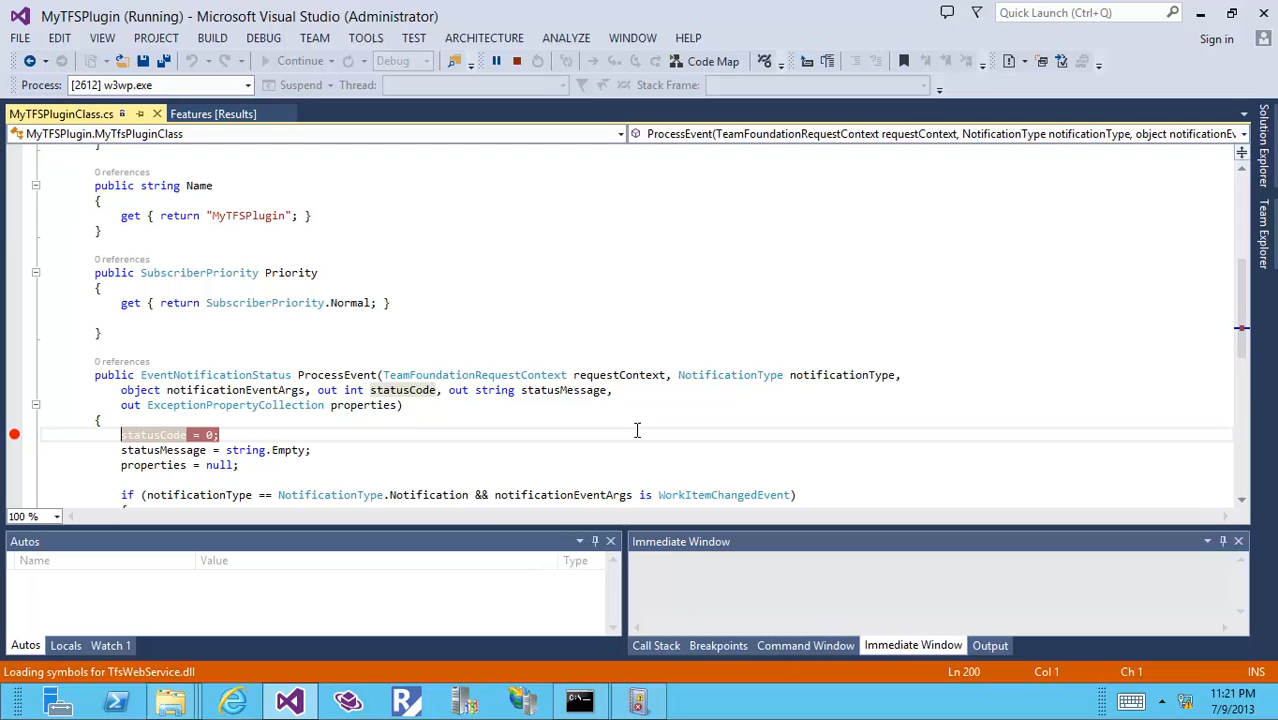 MyTFSPlugin (Running) - Microsoft Visual Studio (Administrator)
Quick Launch (Ctrl+Q)
FILE EDIT VIEW PROJECT BUILD DEBUG TEAM TOOLS TEST ARCHITECTURE ANALYZE WINDOW HELP
Sign in
Continue Debug Code Map
Process: [2612] w3wp.exe Suspend Thread: Stack Frame:
MyTFSPluginClass.cs Features [Results]
MyTFSPlugin.MyTfsPluginClass ProcessEvent(TeamFoundationRequestContext requestContext, NotificationType notificationType, object notificationEv
}
0 references
public string Name
{
get { return "MyTFSPlugin"; }
}
0 references
public SubscriberPriority Priority
{
get { return SubscriberPriority.Normal; }
}
0 references
public EventNotificationStatus ProcessEvent(TeamFoundationRequestContext requestContext, NotificationType notificationType,
object notificationEventArgs, out int statusCode, out string statusMessage,
out ExceptionPropertyCollection properties)
{
statusCode = 0;
statusMessage = string.Empty;
properties = null;
if (notificationType == NotificationType.Notification && notificationEventArgs is WorkItemChangedEvent)
{
100 %
Solution Explorer
Team Explorer
Autos
Name Value Type
Autos Locals Watch 1
Immediate Window
Call Stack Breakpoints Command Window Immediate Window Output
Loading symbols for TfsWebService.dll Ln 200 Col 1 Ch 1 INS
11:21 PM
7/9/2013